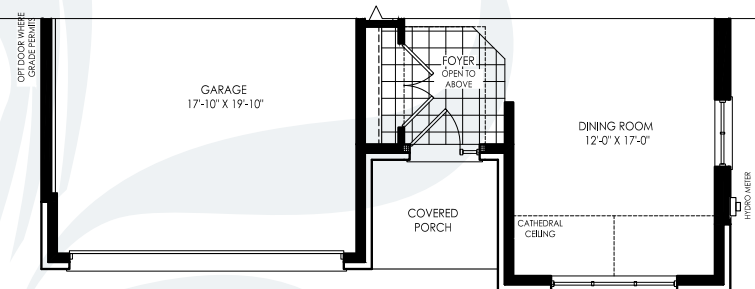 OPT DOOR WHERE
GRADE PERMITS
GARAGE
17'-10" X 19'-10"
FOYER
OPEN TO
ABOVE
DINING ROOM
12'-0" X 17'-0"
COVERED
PORCH
CATHEDRAL
CEILING
HYDRO METER